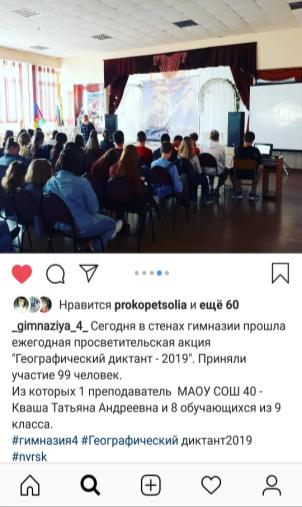 Нравится prokopetsolia и ещё 60
_gimnaziya_4_ Сегодня в стенах гимназии прошла
ежегодная просветительская акция
"Географический диктант - 2019". Приняли
участие 99 человек.
Из которых 1 преподаватель МАОУ СОШ 40 -
Кваша Татьяна Андреевна и 8 обучающихся из 9
класса.
#гимназия4 #Географический диктант2019
#nvrsk